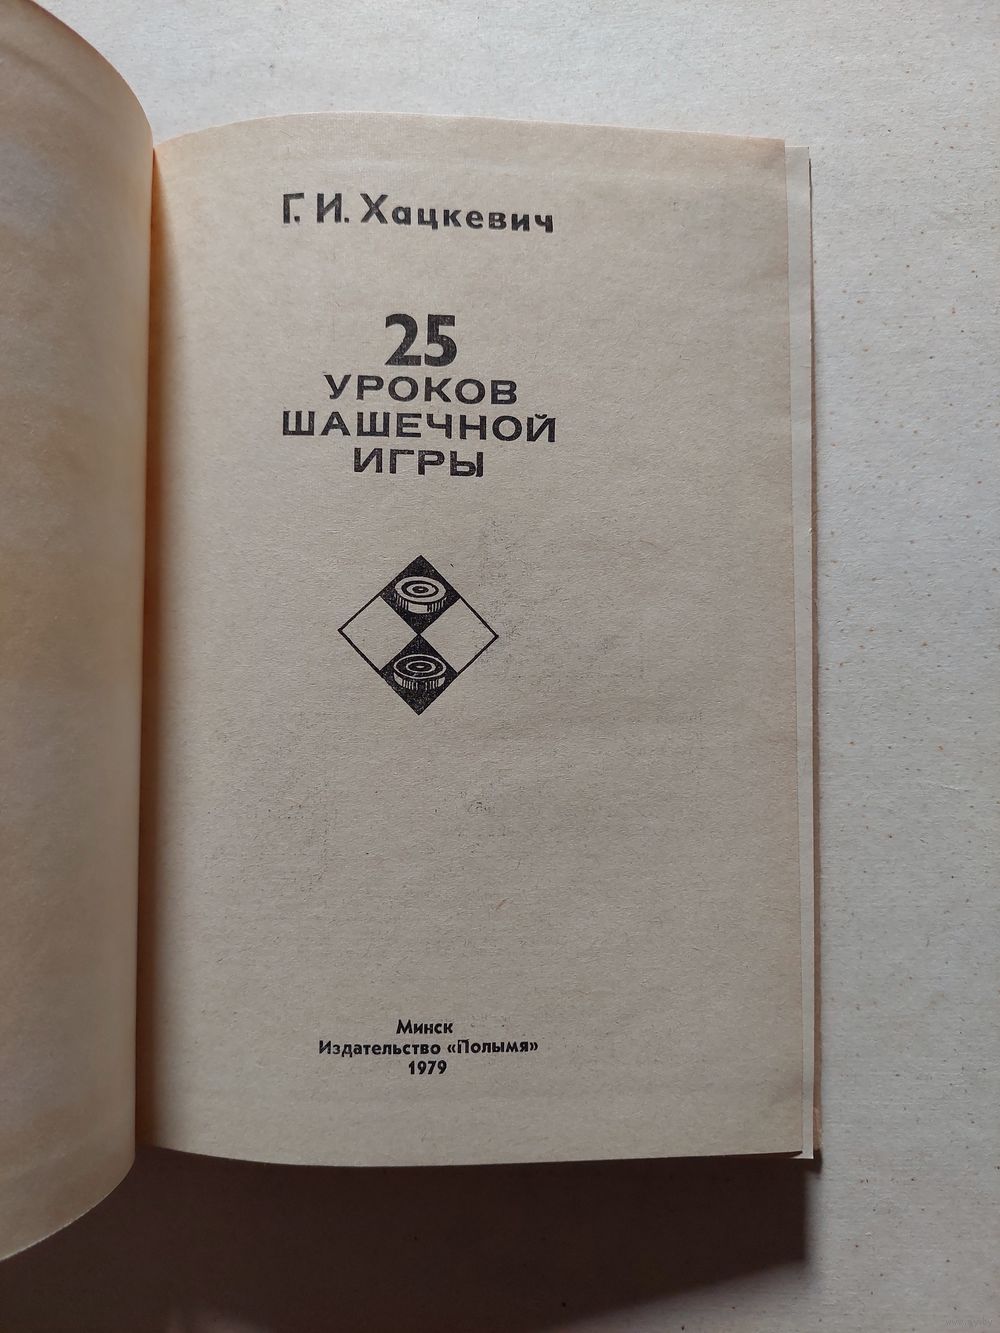 Г. И. Хацкевич
25
УРОКОВ
ШАШЕЧНОЙ
ИГРЫ
Минск
Издательство «Полымя»
1979